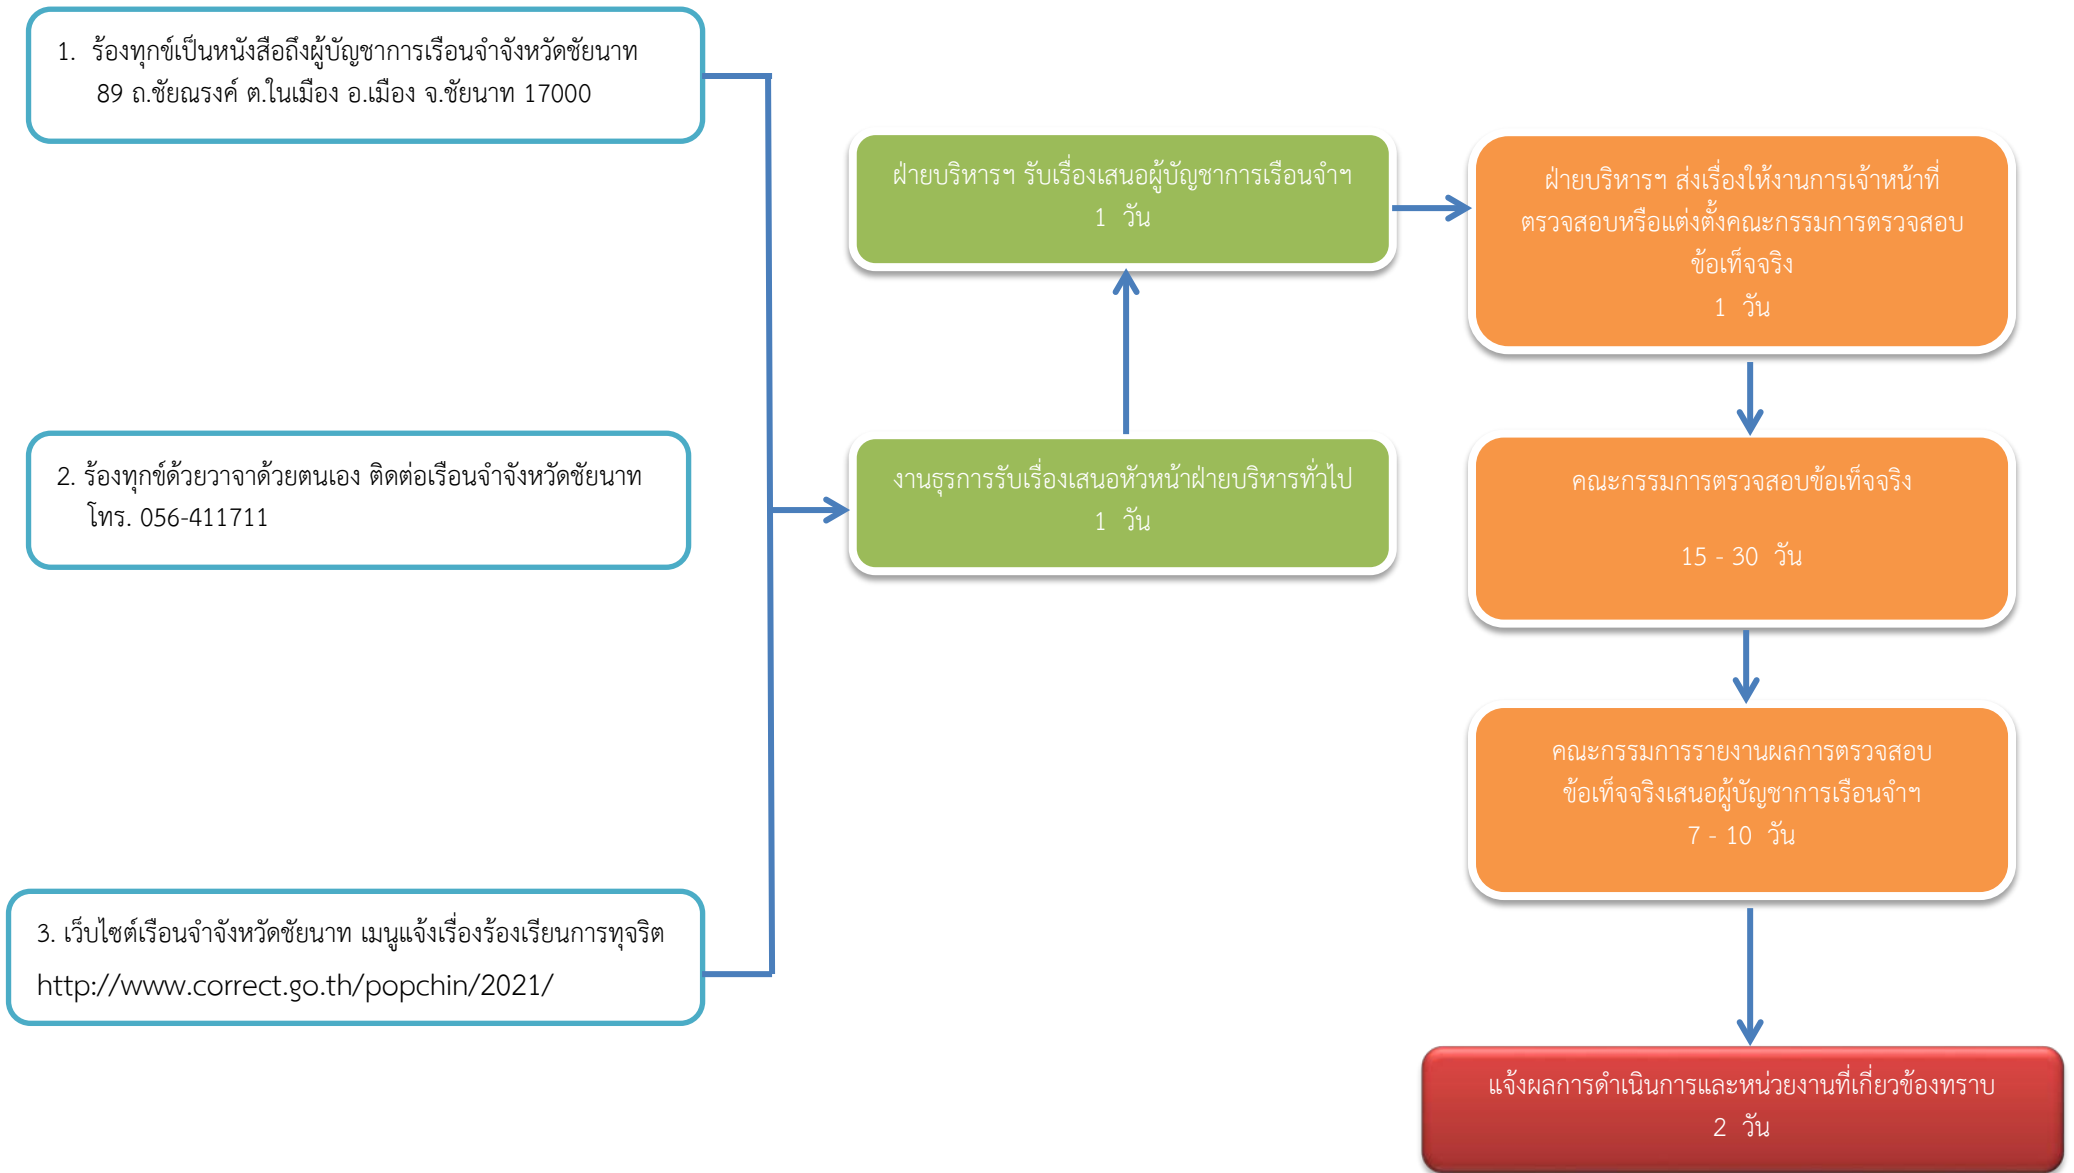 1. ร้องทุกข์เป็นหนังสือถึงผู้บัญชาการเรือนจำจังหวัดชัยนาท
89 ถ.ชัยณรงค์ ต.ในเมือง อ.เมือง จ.ชัยนาท 17000
2. ร้องทุกข์ด้วยวาจาด้วยตนเอง ติดต่อเรือนจำจังหวัดชัยนาท
โทร. 056-411711
3. เว็บไซต์เรือนจำจังหวัดชัยนาท เมนูแจ้งเรื่องร้องเรียนการทุจริต
http://www.correct.go.th/popchin/2021/
งานธุรการรับเรื่องเสนอหัวหน้าฝ่ายบริหารทั่วไป
1 วัน
ฝ่ายบริหารฯ รับเรื่องเสนอผู้บัญชาการเรือนจำฯ
1 วัน
ฝ่ายบริหารฯ ส่งเรื่องให้งานการเจ้าหน้าที่
ตรวจสอบหรือแต่งตั้งคณะกรรมการตรวจสอบ
ข้อเท็จจริง
1 วัน
คณะกรรมการตรวจสอบข้อเท็จจริง
15 - 30 วัน
คณะกรรมการรายงานผลการตรวจสอบ
ข้อเท็จจริงเสนอผู้บัญชาการเรือนจำฯ
7 - 10 วัน
แจ้งผลการดำเนินการและหน่วยงานที่เกี่ยวข้องทราบ
2 วัน